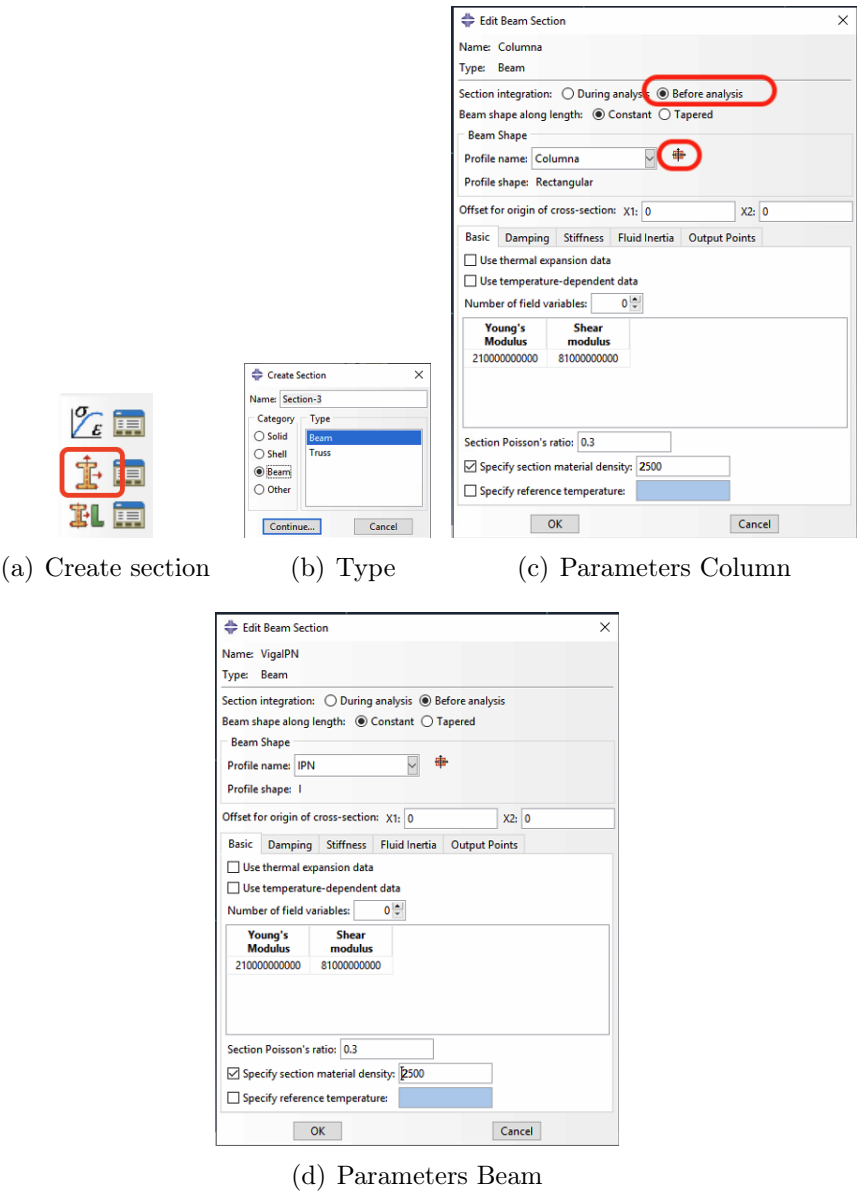 Edit Beam Section
Name: Columna
Type: Beam
Section integration: During analysis Before analysis
Beam shape along length: Constant Tapered
Beam Shape
Profile name: Columna
Profile shape: Rectangular
Offset for origin of cross-section: X1: 0 X2: 0
Basic Damping Stiffness Fluid Inertia Output Points
Use thermal expansion data
Use temperature-dependent data
Number of field variables: 0
Young's Shear
Modulus modulus
210000000000 81000000000
Section Poisson's ratio: 0.3
Specify section material density: 2500
Specify reference temperature:
OK Cancel
σ
ε
Create Section
Name: Section-3
Category Type
Solid Beam
Shell Truss
Beam
Other
Continue... Cancel
(a) Create section (b) Type (c) Parameters Column
Edit Beam Section
Name: VigaIPN
Type: Beam
Section integration: During analysis Before analysis
Beam shape along length: Constant Tapered
Beam Shape
Profile name: IPN
Profile shape: I
Offset for origin of cross-section: X1: 0 X2: 0
Basic Damping Stiffness Fluid Inertia Output Points
Use thermal expansion data
Use temperature-dependent data
Number of field variables: 0
Young's Shear
Modulus modulus
210000000000 81000000000
Section Poisson's ratio: 0.3
Specify section material density: 2500
Specify reference temperature:
OK Cancel
(d) Parameters Beam